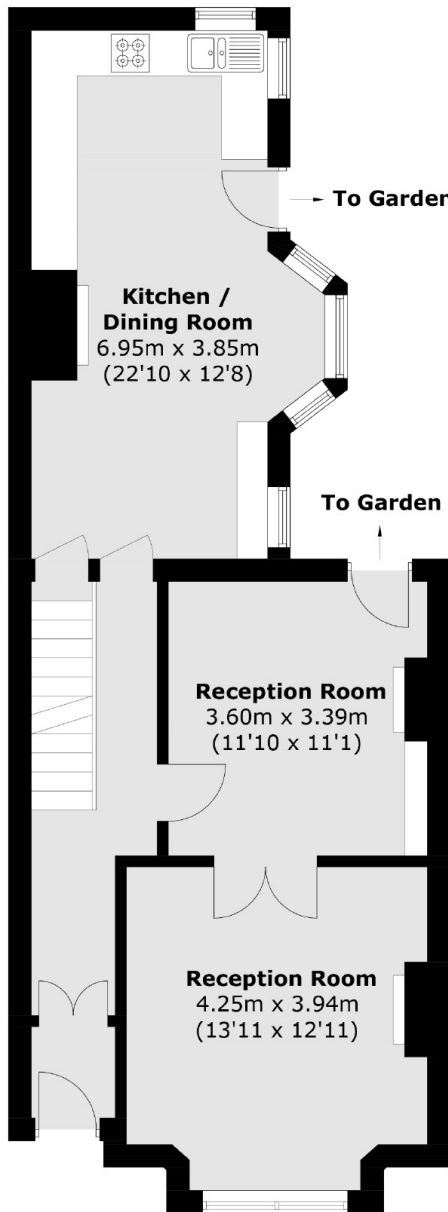 To Garden
Kitchen /
Dining Room
6.95m x 3.85m
(22'10 x 12'8)
To Garden
Reception Room
3.60m x 3.39m
(11'10 x 11'1)
Reception Room
4.25m x 3.94m
(13'11 x 12'11)